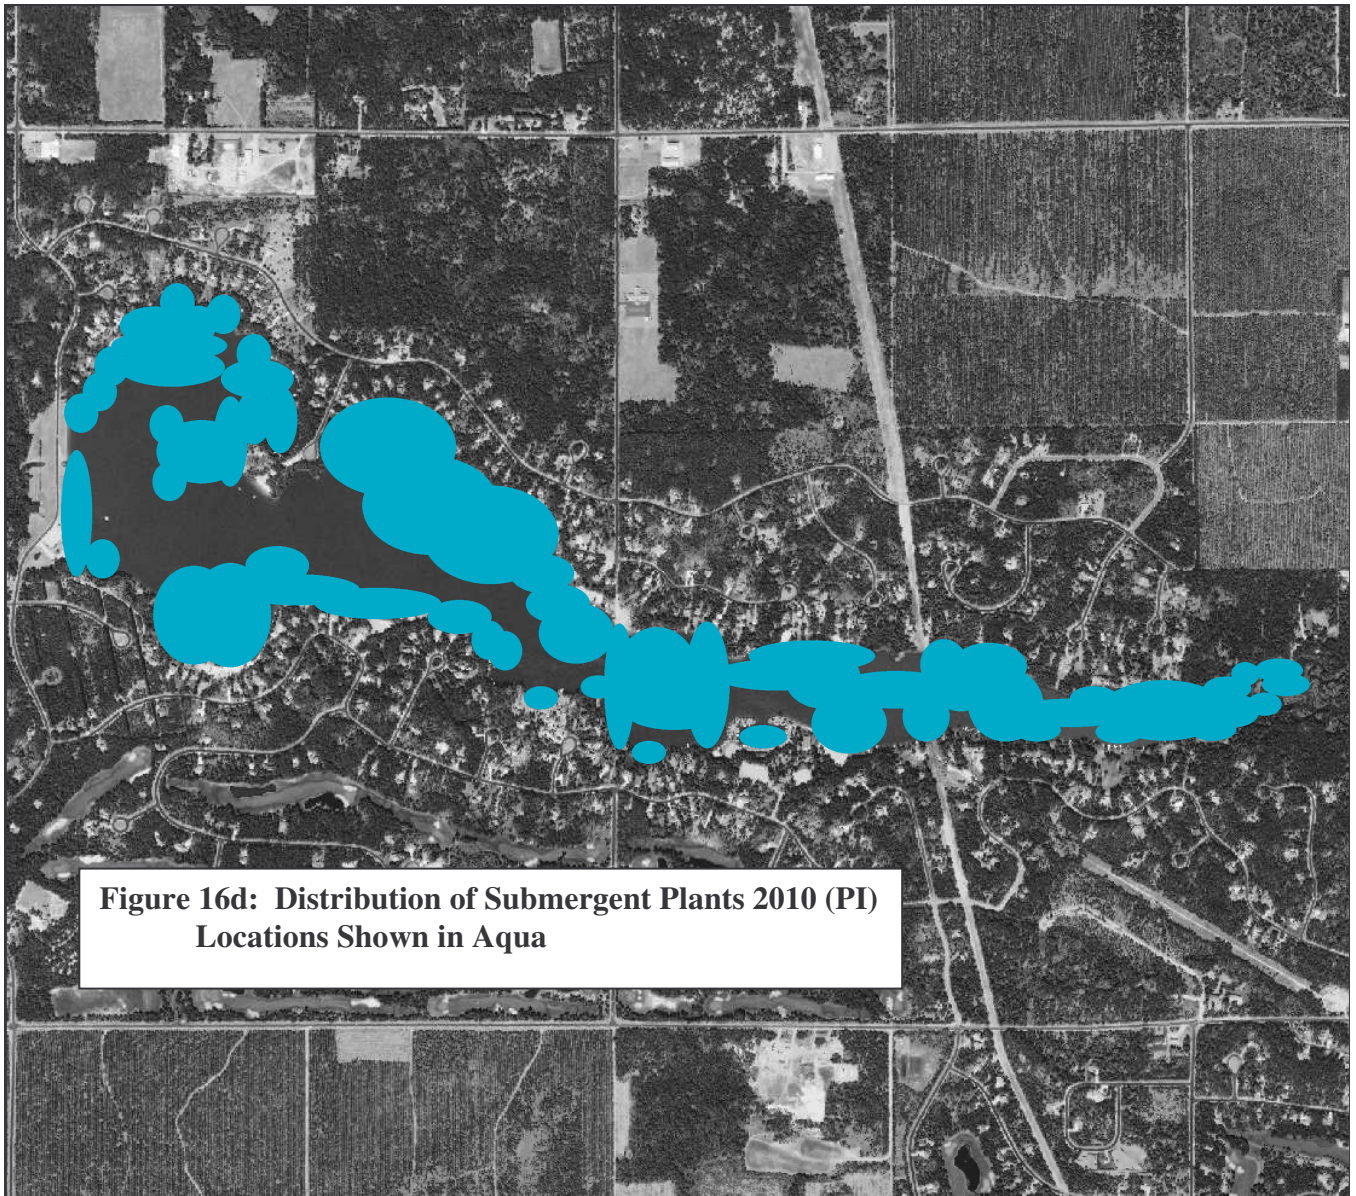 Figure 16d: Distribution of Submergent Plants 2010 (PI)
Locations Shown in Aqua